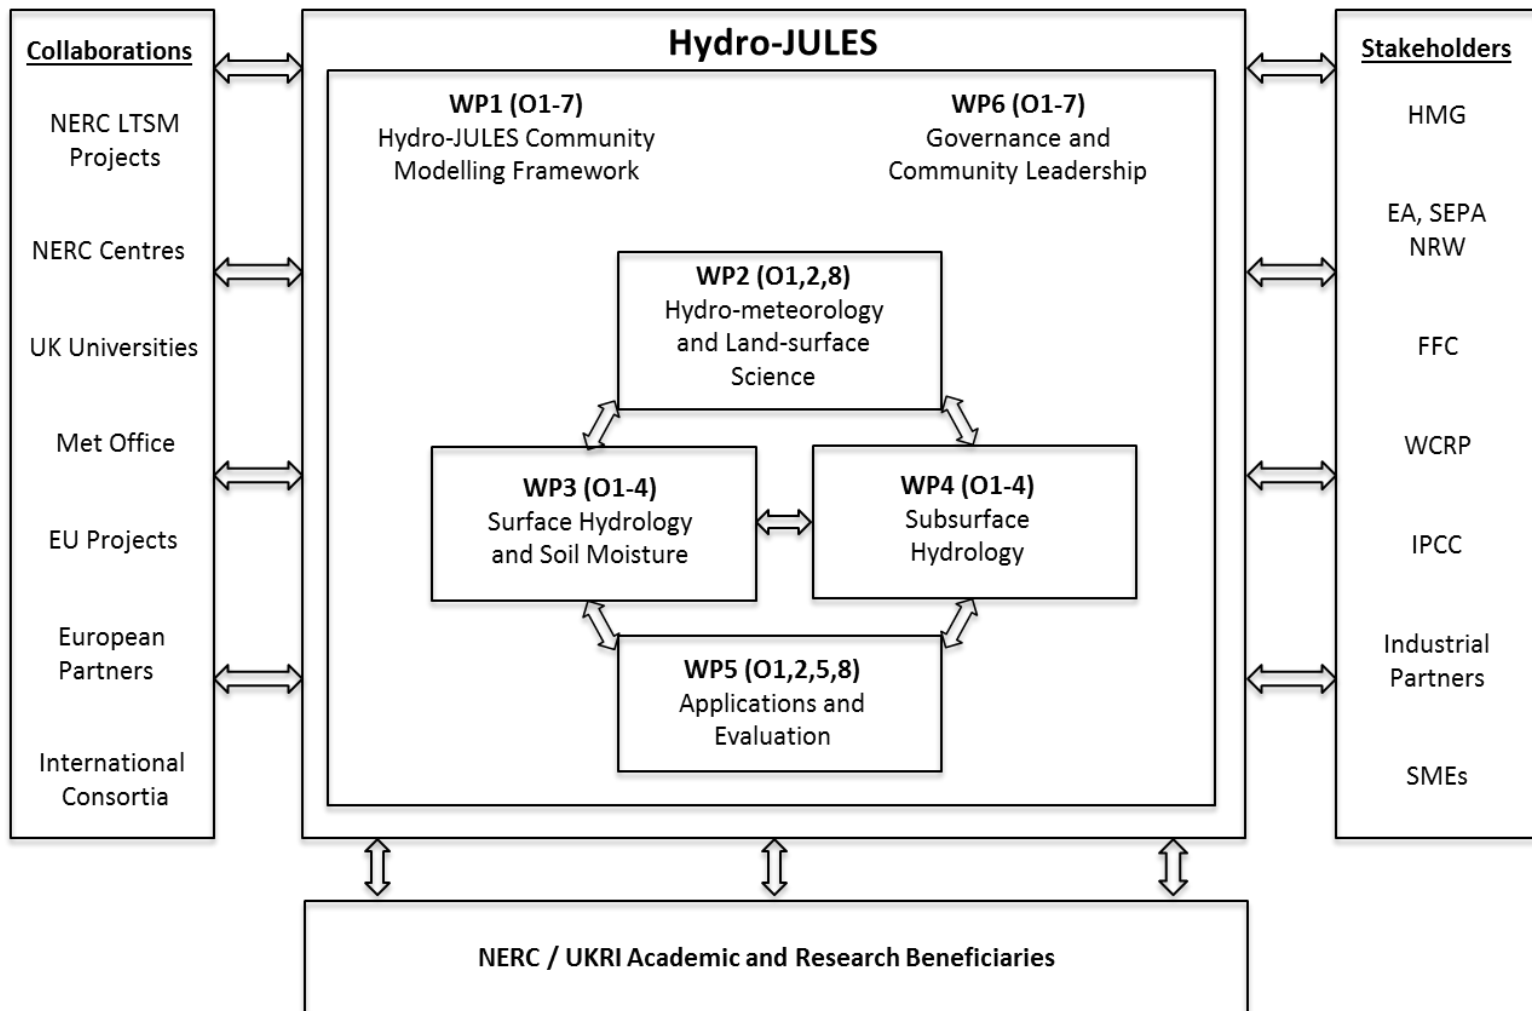 Collaborations
NERC LTSM
Projects
NERC Centres
UK Universities
Met Office
EU Projects
European
Partners
International
Consortia
Hydro-JULES
WP1 (O1-7)
Hydro-JULES Community
Modelling Framework
WP6 (O1-7)
Governance and
Community Leadership
WP2 (O1,2,8)
Hydro-meteorology
and Land-surface
Science
WP3 (O1-4)
Surface Hydrology
and Soil Moisture
WP4 (O1-4)
Subsurface
Hydrology
WP5 (O1,2,5,8)
Applications and
Evaluation
Stakeholders
HMG
EA, SEPA
NRW
FFC
WCRP
IPCC
Industrial
Partners
SMEs
NERC / UKRI Academic and Research Beneficiaries